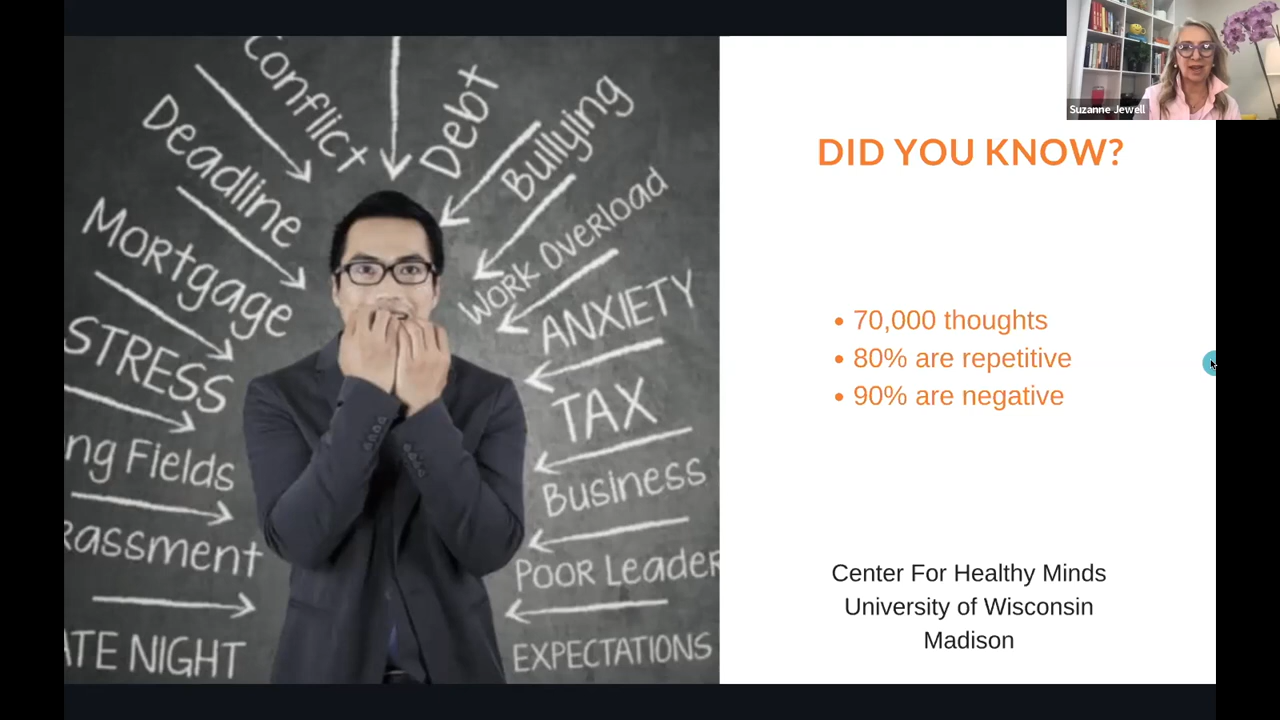 Conflict
Debt
Deadline
Bullying
Mortgage
WORK OVERLOAD
STRESS
ANXIETY
TAX
ng Fields
Business
rassment
POOR LEADER
ATE NIGHT
EXPECTATIONS
Suzanne Jewell
DID YOU KNOW?
• 70,000 thoughts
• 80% are repetitive
• 90% are negative
Center For Healthy Minds
University of Wisconsin
Madison